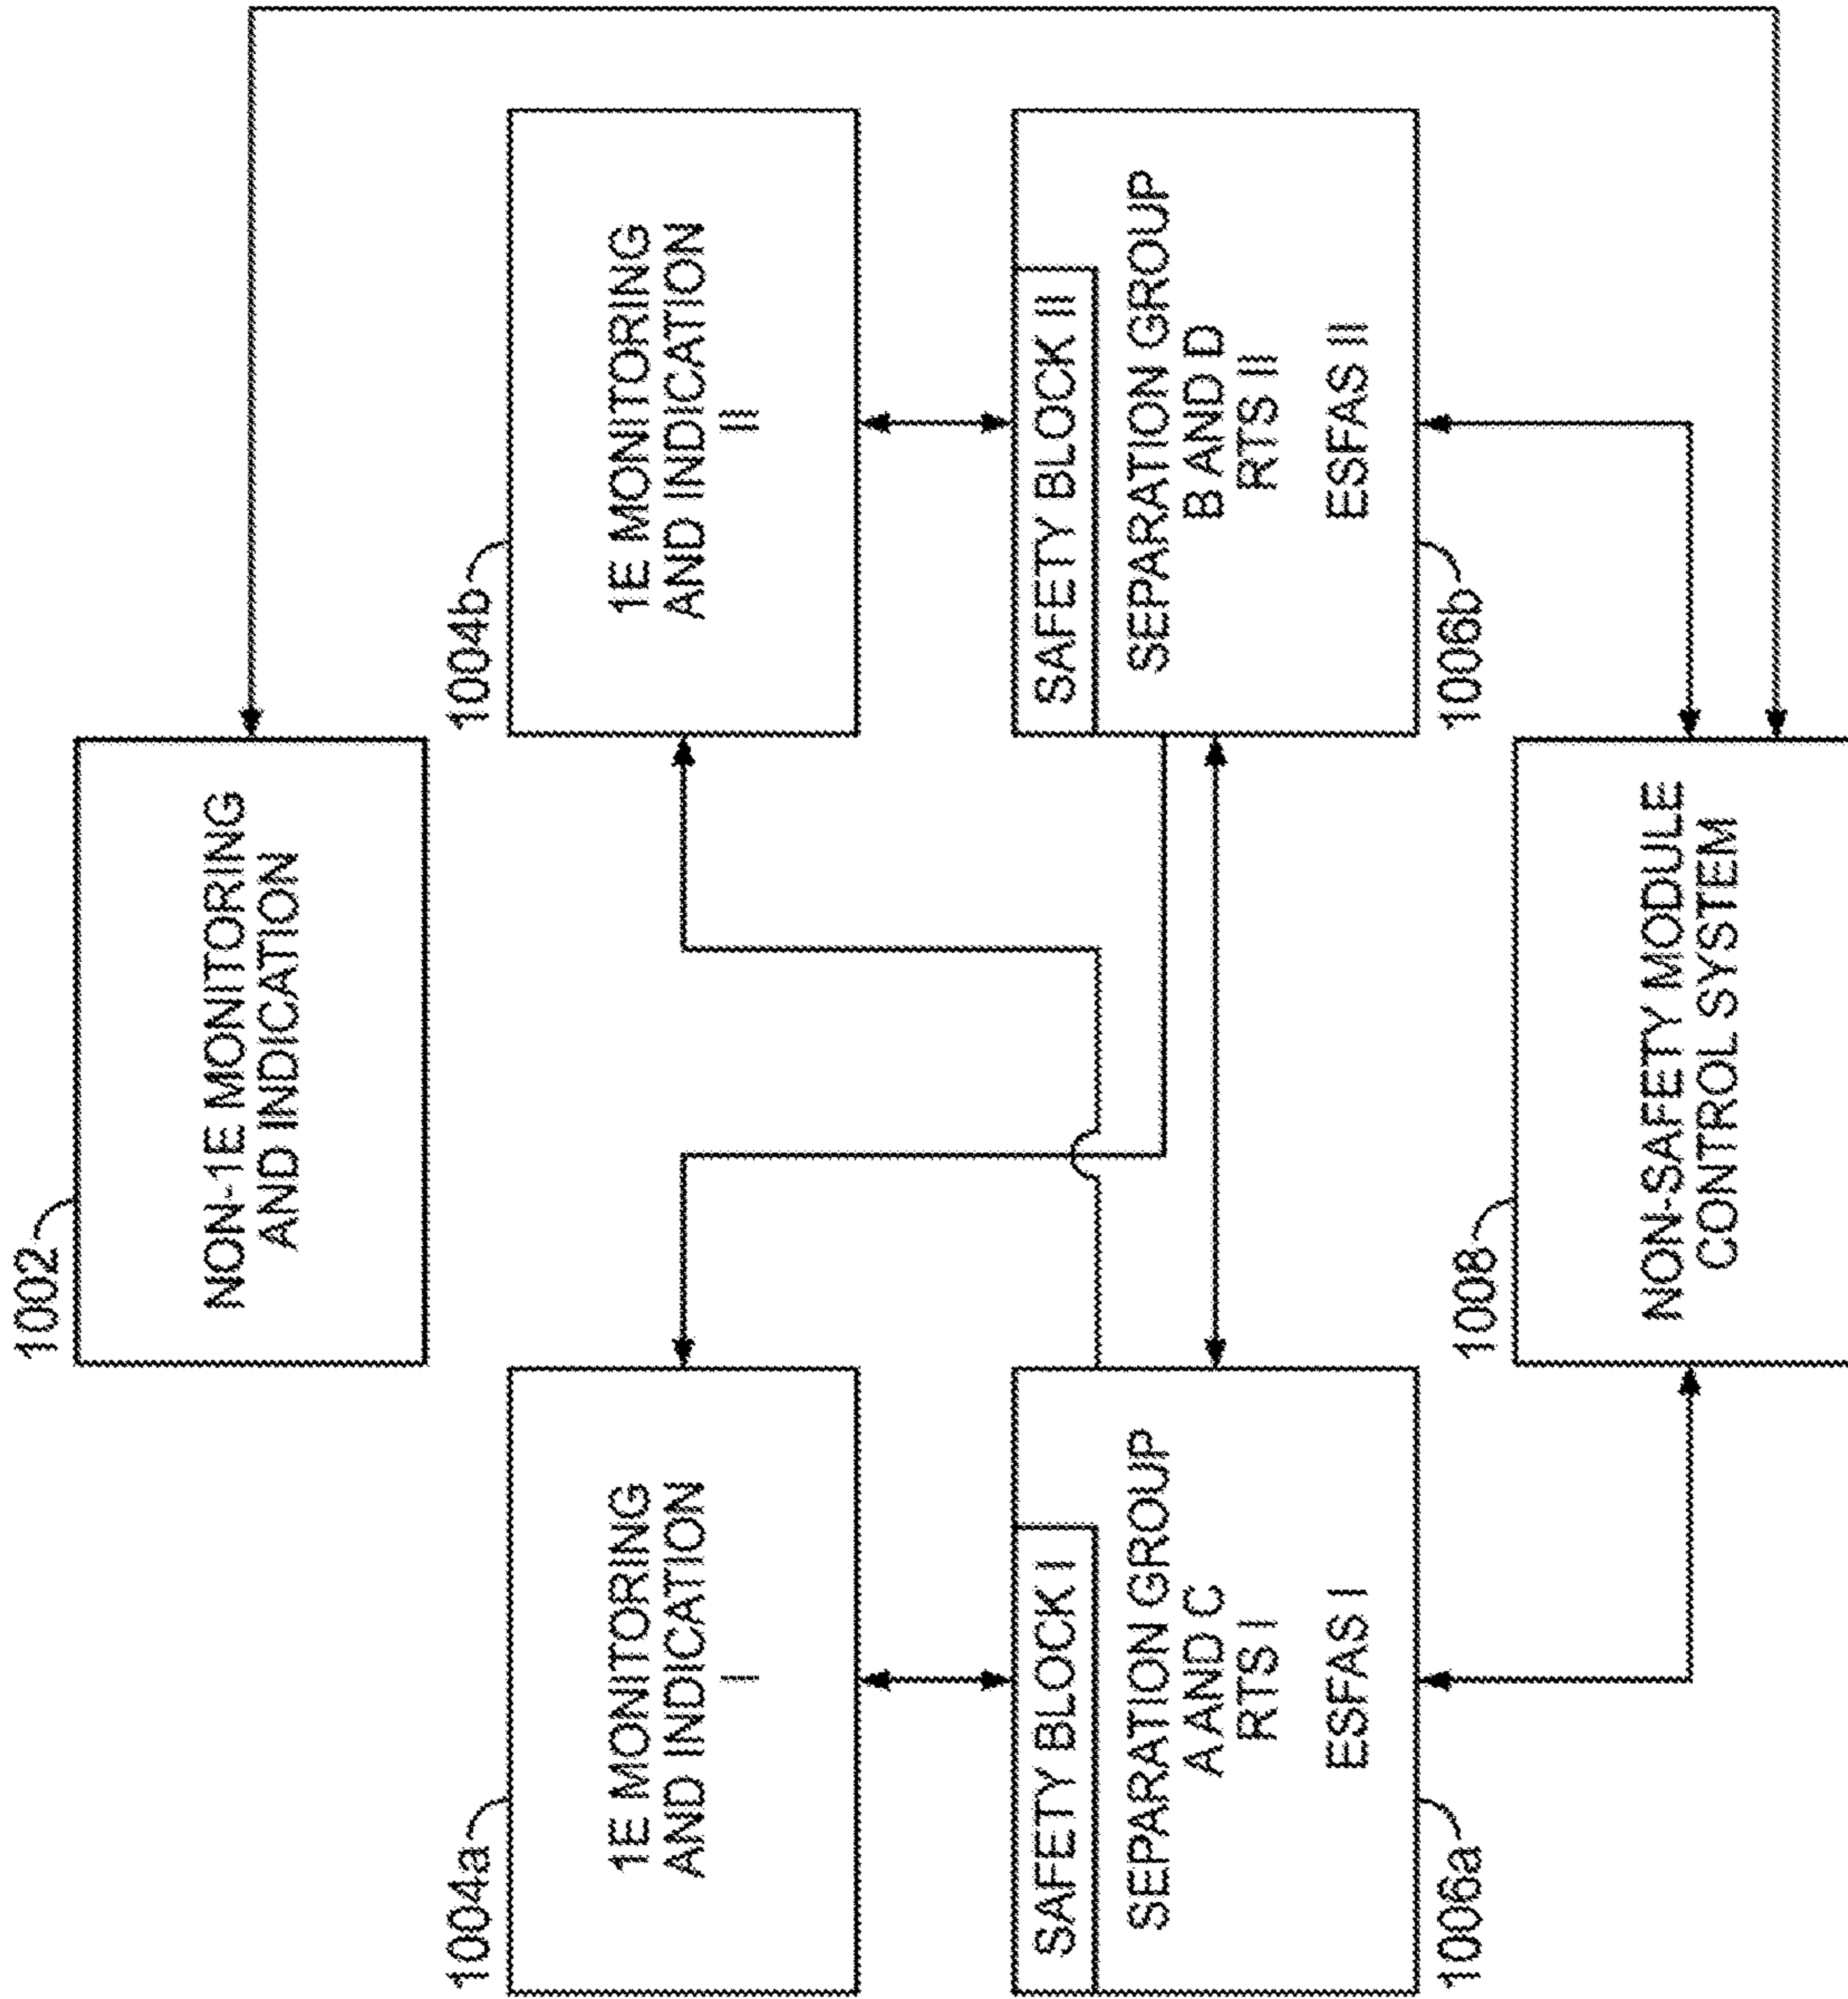 1002
NON-1E MONITORING
AND INDICATION
1004a
1E MONITORING
AND INDICATION
I
1004b
1E MONITORING
AND INDICATION
II
SAFETY BLOCK I
SEPARATION GROUP
A AND C
RTS I
ESFAS I
1006a
SAFETY BLOCK II
SEPARATION GROUP
B AND D
RTS II
ESFAS II
1006b
1008
NON-SAFETY MODULE
CONTROL SYSTEM